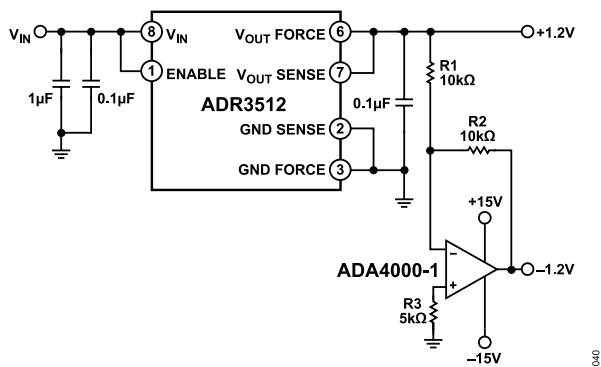 VIN
8
VIN
VOUT FORCE
6
+1.2V
1
ENABLE
VOUT SENSE
7
R1
10kΩ
1µF
0.1µF
ADR3512
0.1µF
R2
10kΩ
GND SENSE
2
GND FORCE
3
+15V
ADA4000-1
−
+
–1.2V
R3
5kΩ
–15V
040